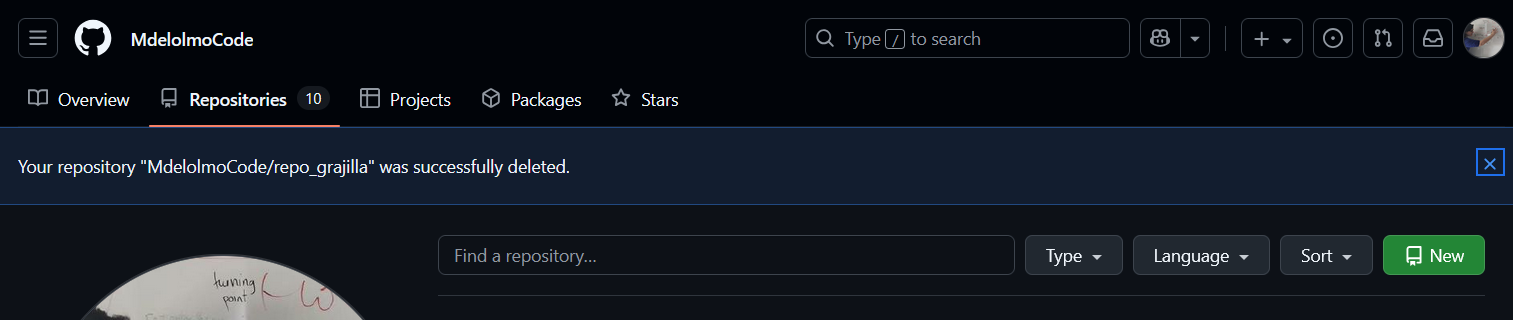 MdelolmoCode
Type / to search
Overview
Repositories 10
Projects
Packages
Stars
Your repository "MdelolmoCode/repo_grajilla" was successfully deleted.
Find a repository...
Type
Language
Sort
New
turning
point